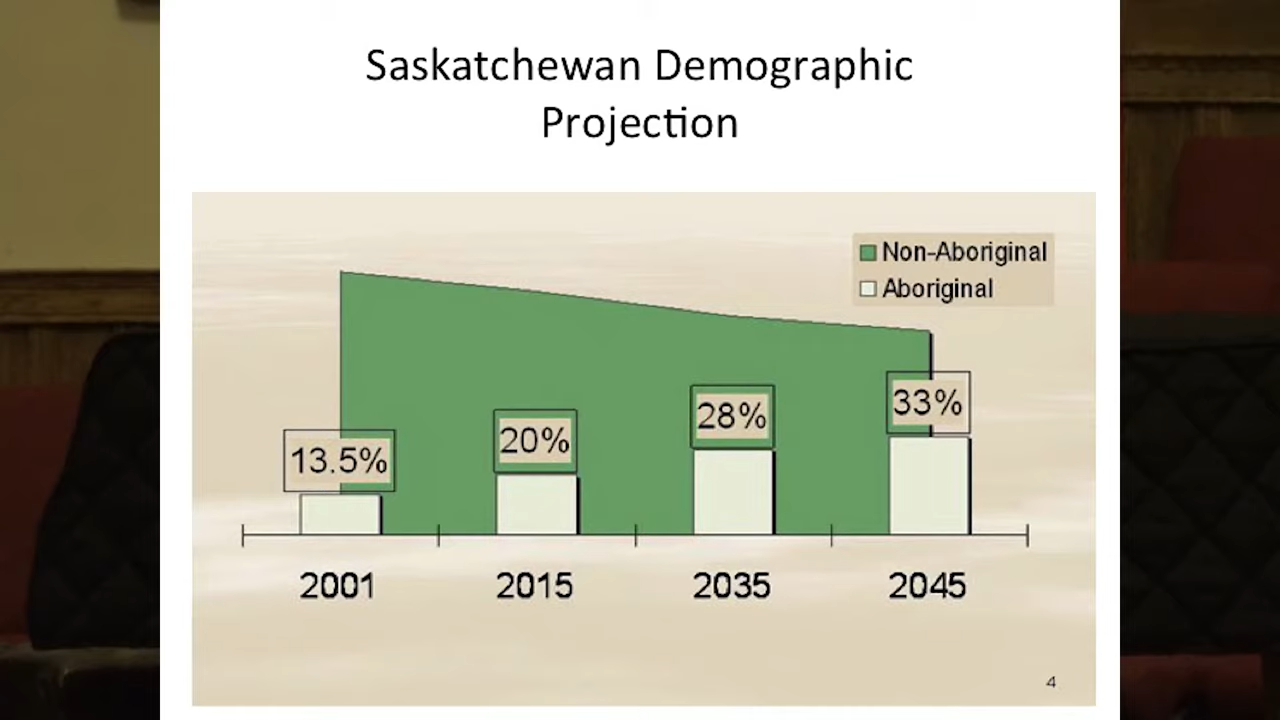 Saskatchewan Demographic
Projection
Non-Aboriginal
Aboriginal
13.5%
20%
28%
33%
2001
2015
2035
2045
4